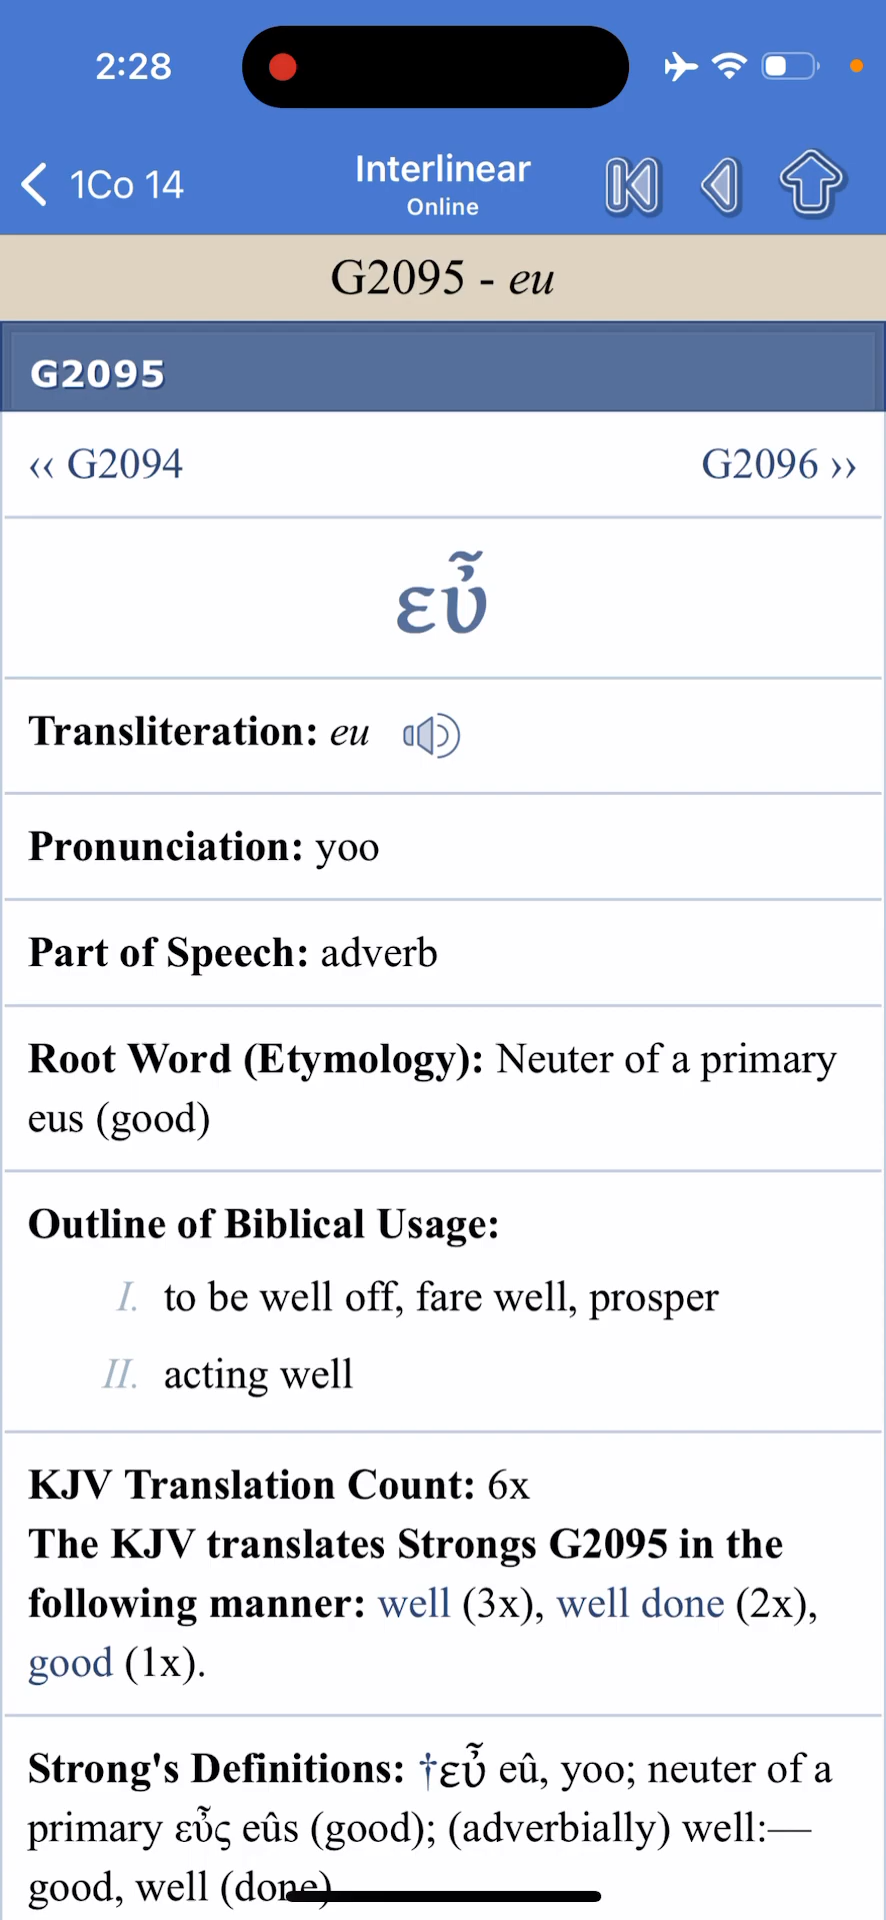 2:28
1Co 14
Interlinear
Online
G2095 - eu
G2095
‹‹ G2094
G2096 ››
εὖ
Transliteration: eu
Pronunciation: yoo
Part of Speech: adverb
Root Word (Etymology): Neuter of a primary
eus (good)
Outline of Biblical Usage:
I. to be well off, fare well, prosper
II. acting well
KJV Translation Count: 6x
The KJV translates Strongs G2095 in the
following manner: well (3x), well done (2x),
good (1x).
Strong's Definitions: †εὖ eû, yoo; neuter of a
primary εὖς eûs (good); (adverbially) well:—
good, well (done)